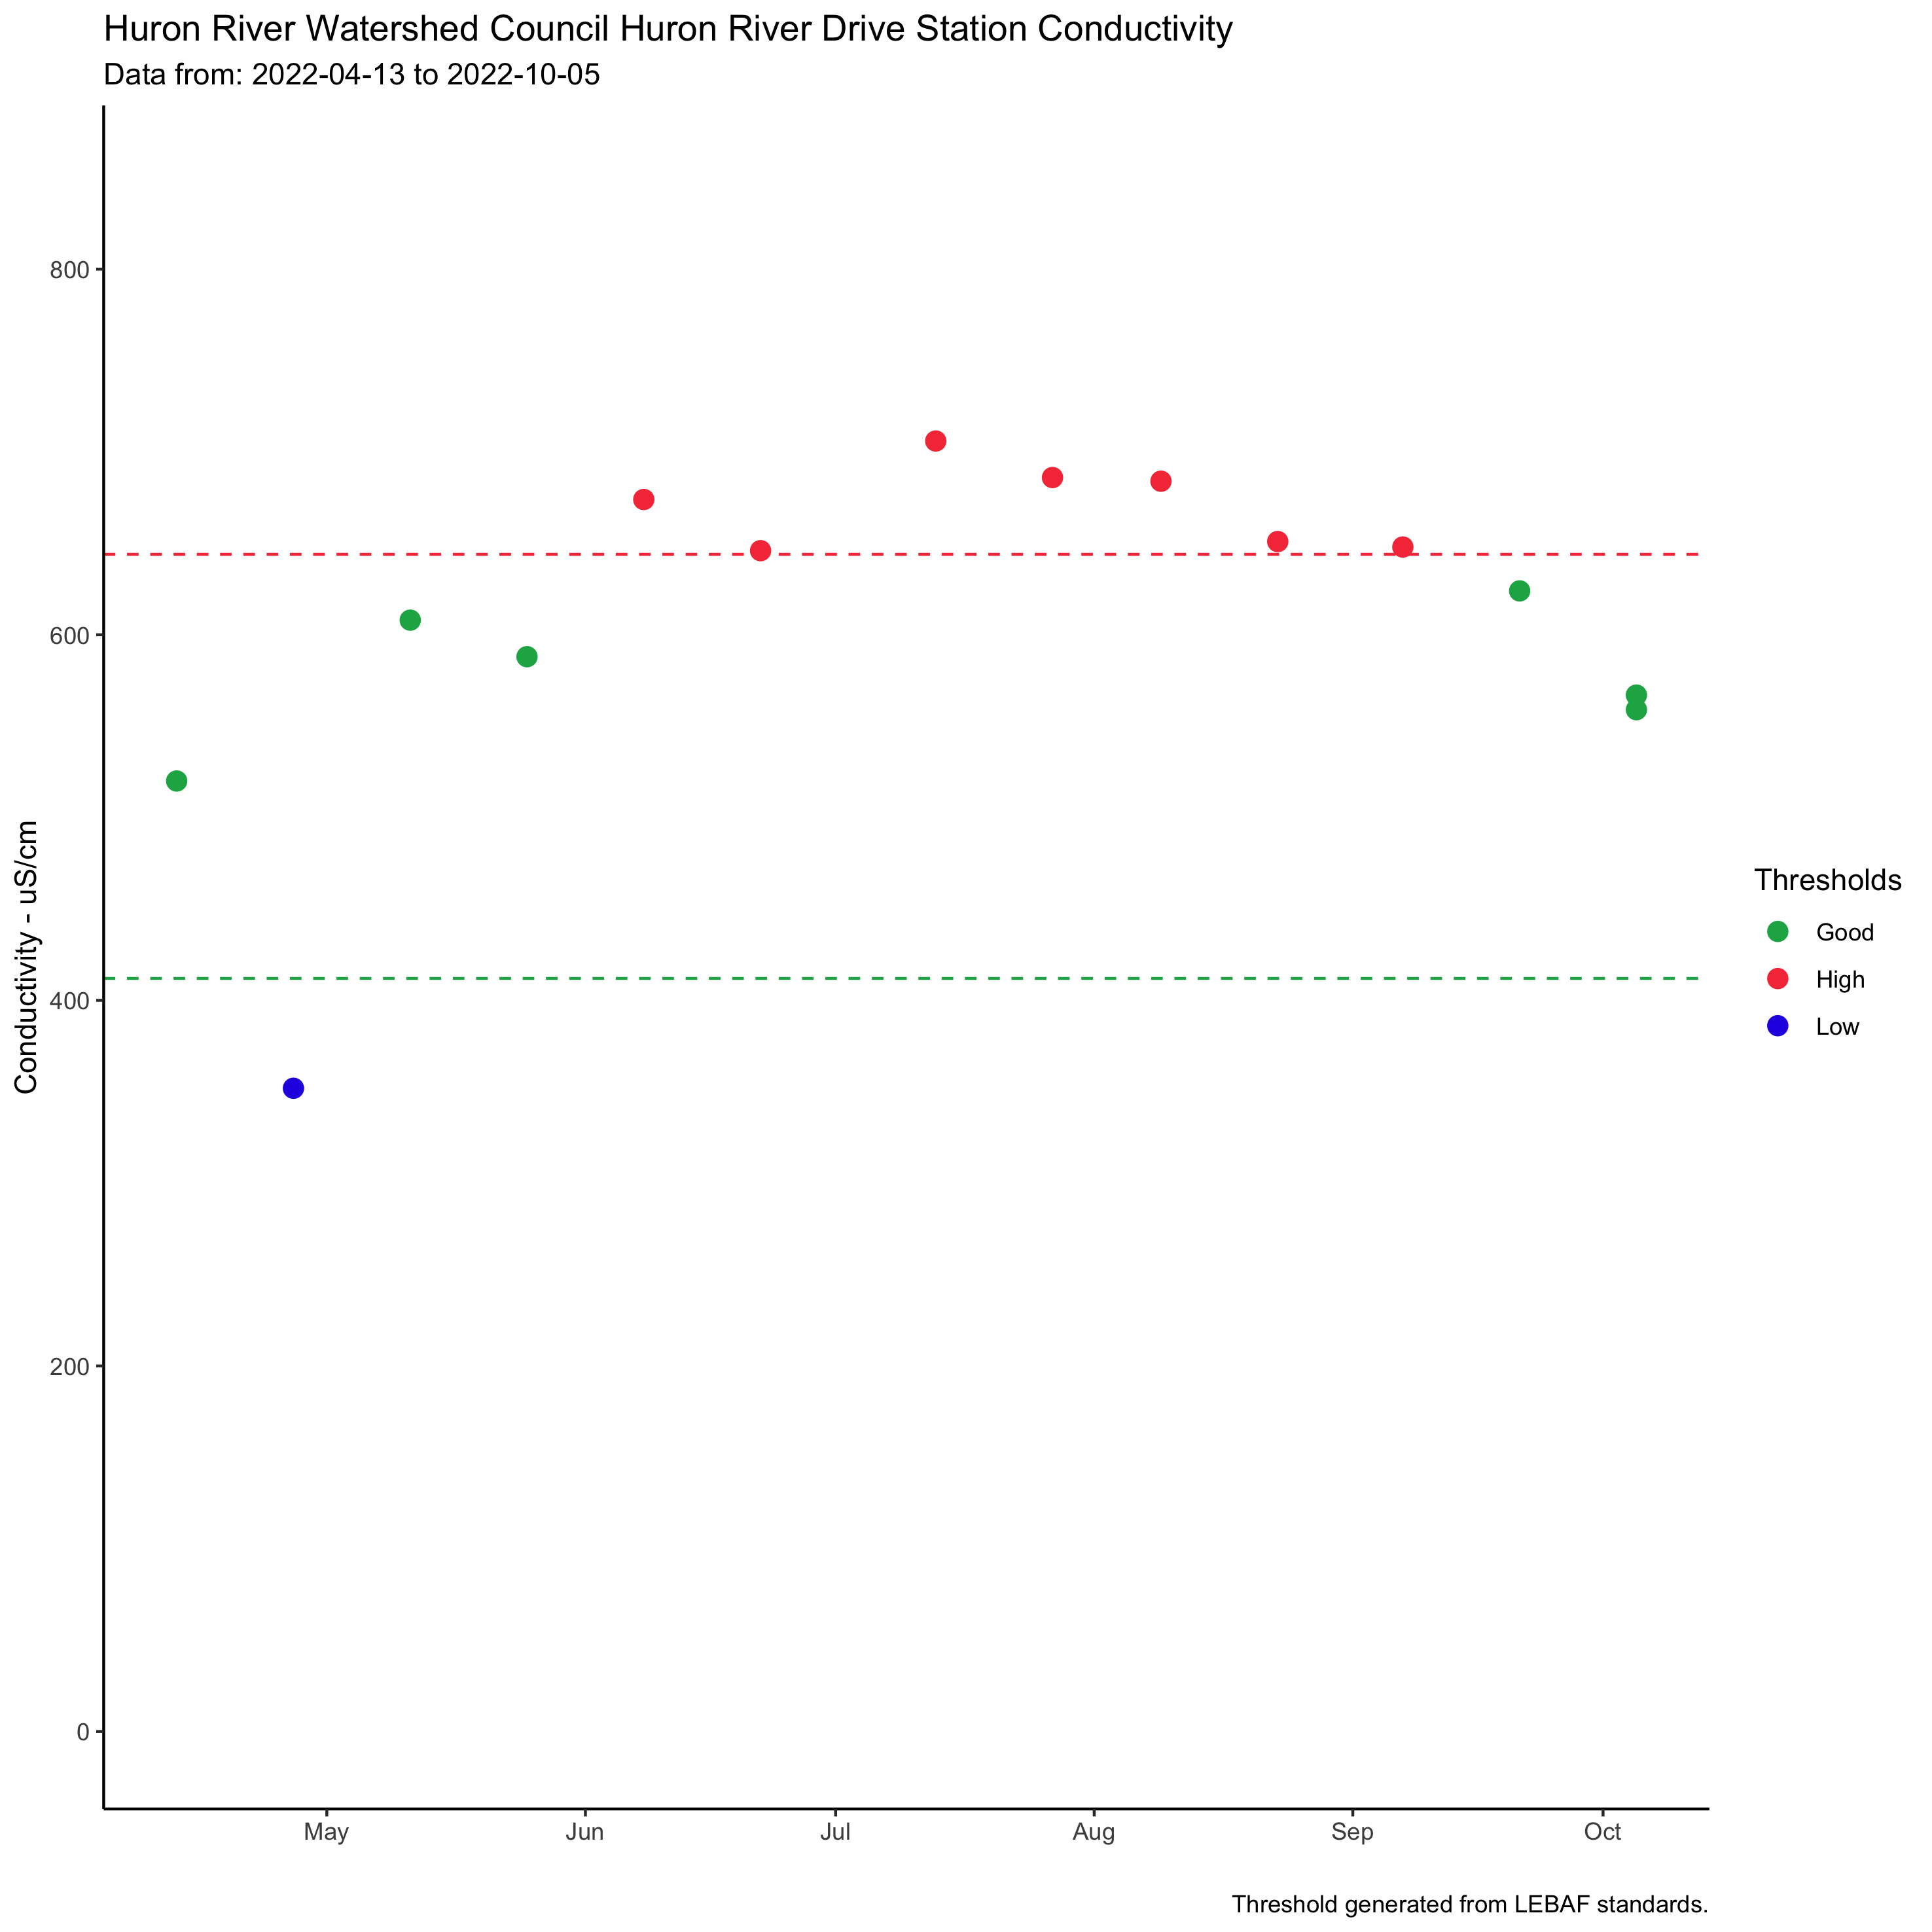 Huron River Watershed Council Huron River Drive Station Conductivity
Data from: 2022-04-13 to 2022-10-05
Conductivity - uS/cm
800
600
400
200
0
May
Jun
Jul
Aug
Sep
Oct
Thresholds
Good
High
Low
Threshold generated from LEBAF standards.